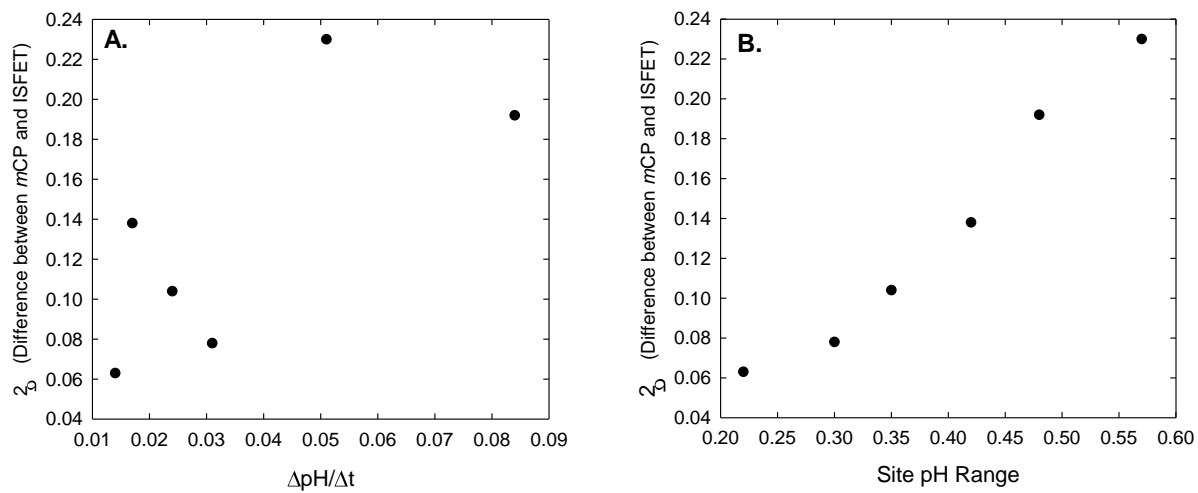 A.
2σ (Difference between mCP and ISFET)
0.24
0.22
0.20
0.18
0.16
0.14
0.12
0.10
0.08
0.06
0.04
0.01 0.02 0.03 0.04 0.05 0.06 0.07 0.08 0.09
ΔpH/Δt
B.
2σ (Difference between mCP and ISFET)
0.24
0.22
0.20
0.18
0.16
0.14
0.12
0.10
0.08
0.06
0.04
0.20 0.25 0.30 0.35 0.40 0.45 0.50 0.55 0.60
Site pH Range